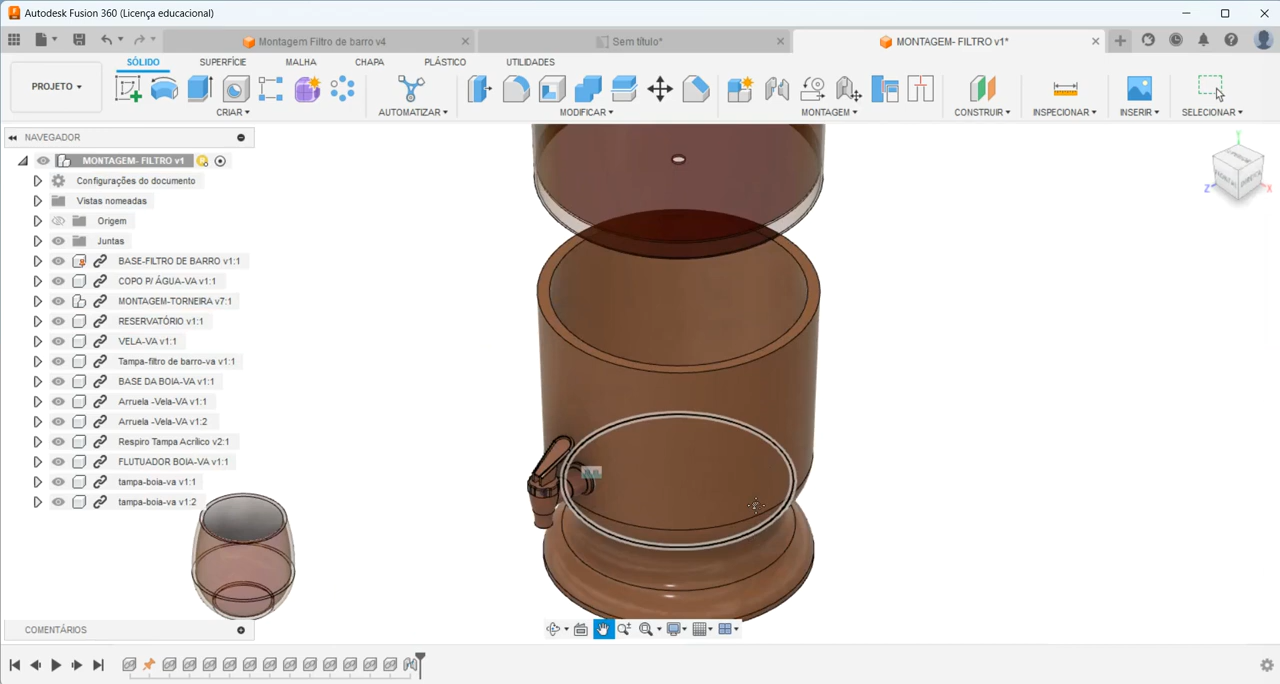 Autodesk Fusion 360 (Licença educacional)
Montagem Filtro de barro v4
Sem título*
MONTAGEM- FILTRO v1*
PROJETO
SÓLIDO
SUPERFÍCIE
MALHA
CHAPA
PLÁSTICO
UTILIDADES
CRIAR
AUTOMATIZAR
MODIFICAR
MONTAGEM
CONSTRUIR
INSPECIONAR
INSERIR
SELECIONAR
NAVEGADOR
MONTAGEM- FILTRO v1
Configurações do documento
Vistas nomeadas
Origem
Juntas
BASE-FILTRO DE BARRO v1:1
COPO P/ ÁGUA-VA v1:1
MONTAGEM-TORNEIRA v7:1
RESERVATÓRIO v1:1
VELA-VA v1:1
Tampa-filtro de barro-va v1:1
BASE DA BOIA-VA v1:1
Arruela -Vela-VA v1:1
Arruela -Vela-VA v1:2
Respiro Tampa Acrílico v2:1
FLUTUADOR BOIA-VA v1:1
tampa-boia-va v1:1
tampa-boia-va v1:2
COMENTÁRIOS
Y
Z
X